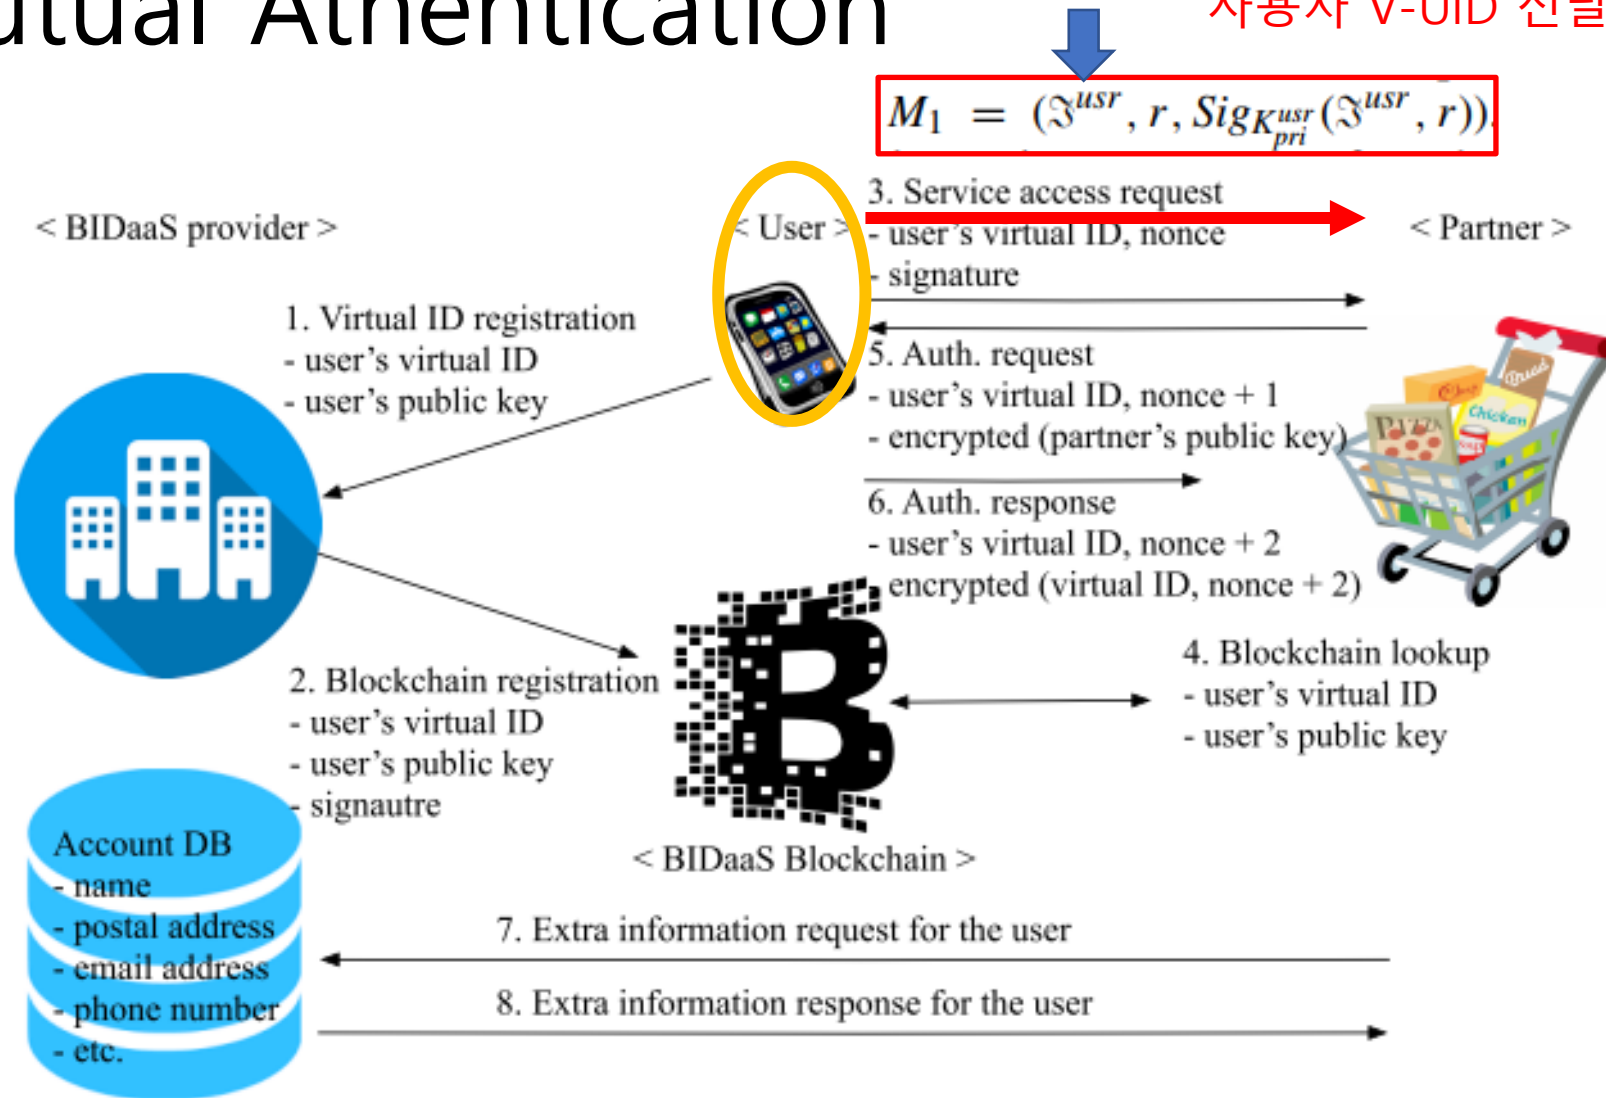 utual Athentication
사용자 V-UID 전달
M₁ = (ℑ^usr, r, Sig_{K^usr_pri}(ℑ^usr, r)).
3. Service access request
- user's virtual ID, nonce
- signature
< BIDaaS provider >
< User >
< Partner >
1. Virtual ID registration
- user's virtual ID
- user's public key
5. Auth. request
- user's virtual ID, nonce + 1
- encrypted (partner's public key)
6. Auth. response
- user's virtual ID, nonce + 2
- encrypted (virtual ID, nonce + 2)
Bread
Chicken
PIZZA
4. Blockchain lookup
- user's virtual ID
- user's public key
2. Blockchain registration
- user's virtual ID
- user's public key
- signautre
B
< BIDaaS Blockchain >
Account DB
- name
- postal address
- email address
- phone number
- etc.
7. Extra information request for the user
8. Extra information response for the user